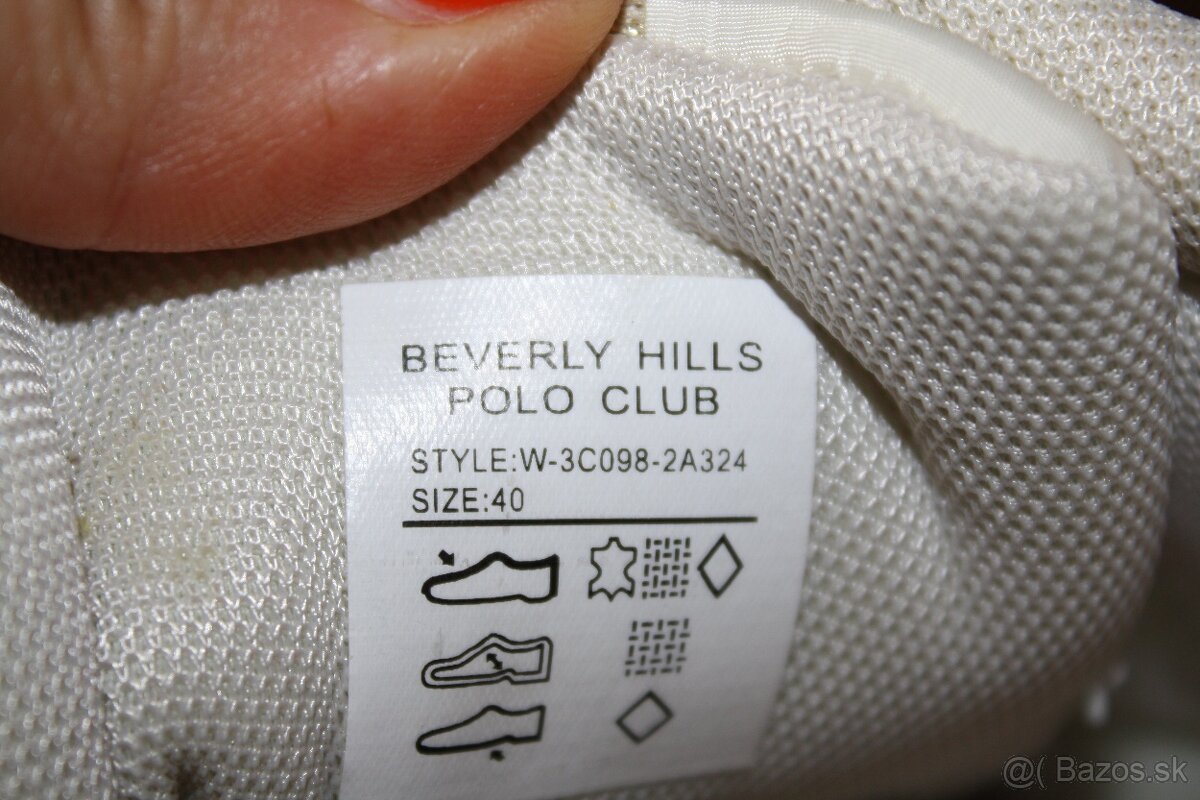 BEVERLY HILLS
POLO CLUB
STYLE:W-3C098-2A324
SIZE:40
@( Bazos.sk